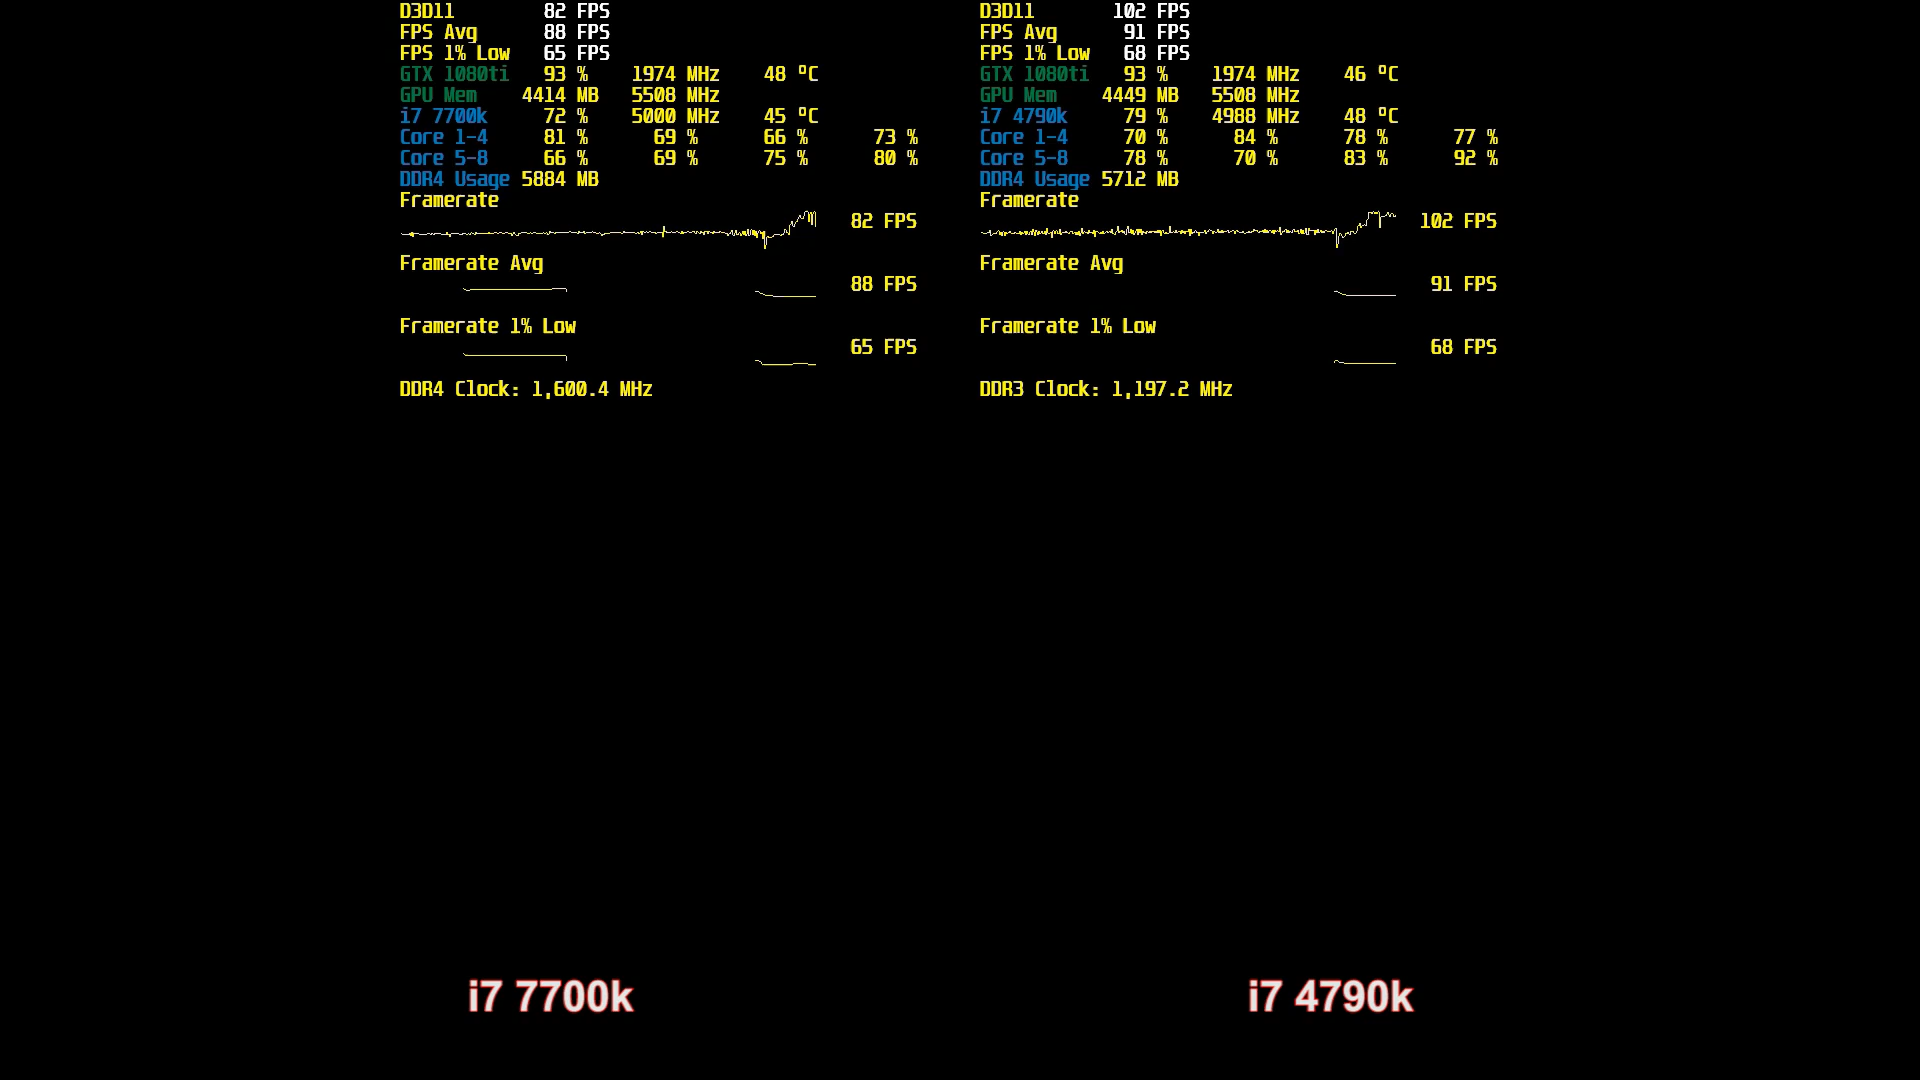 D3D11 82 FPS
FPS Avg 88 FPS
FPS 1% Low 65 FPS
GTX 1080ti 93 % 1974 MHz 48 ºC
GPU Mem 4414 MB 5508 MHz
i7 7700k 72 % 5000 MHz 45 ºC
Core 1-4 81 % 69 % 66 % 73 %
Core 5-8 66 % 69 % 75 % 80 %
DDR4 Usage 5884 MB
Framerate
82 FPS
Framerate Avg
88 FPS
Framerate 1% Low
65 FPS
DDR4 Clock: 1,600.4 MHz
D3D11 102 FPS
FPS Avg 91 FPS
FPS 1% Low 68 FPS
GTX 1080ti 93 % 1974 MHz 46 ºC
GPU Mem 4449 MB 5508 MHz
i7 4790k 79 % 4988 MHz 48 ºC
Core 1-4 70 % 84 % 78 % 77 %
Core 5-8 78 % 70 % 83 % 92 %
DDR4 Usage 5712 MB
Framerate
102 FPS
Framerate Avg
91 FPS
Framerate 1% Low
68 FPS
DDR3 Clock: 1,197.2 MHz
i7 7700k
i7 4790k